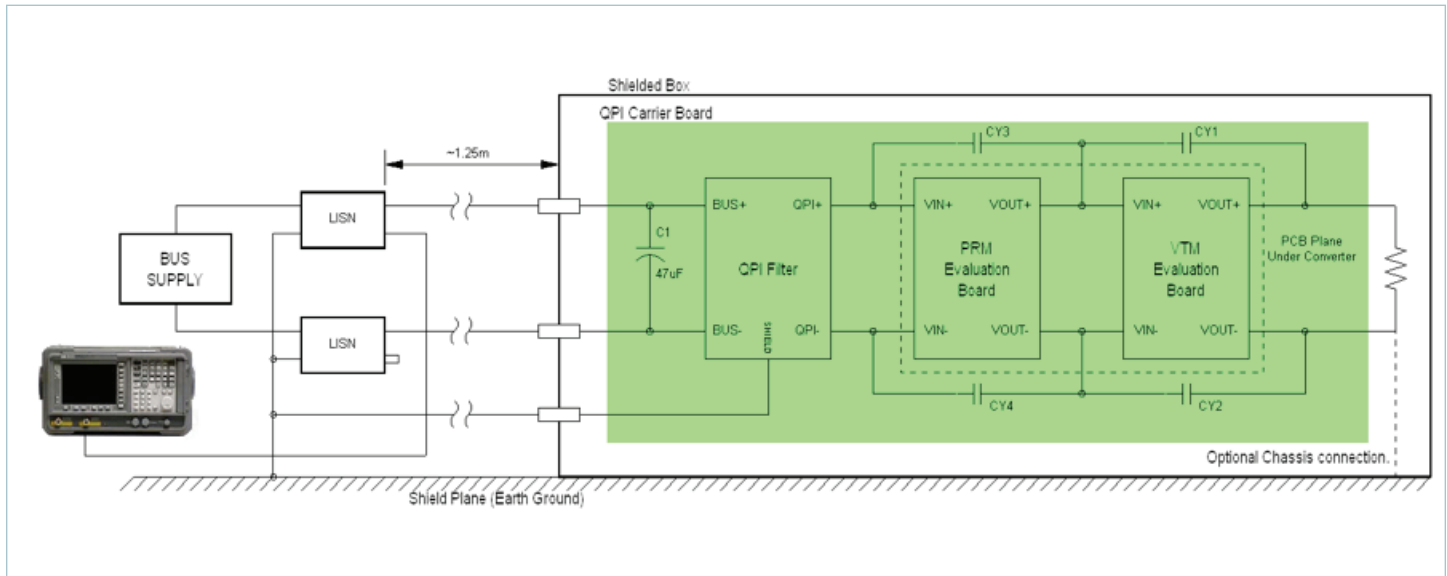 Shielded Box
QPI Carrier Board
~1.25m
CY3
CY1
LISN
BUS+
QPI+
VIN+
VOUT+
VIN+
VOUT+
C1
47uF
BUS
SUPPLY
QPI Filter
PRM
Evaluation
Board
VTM
Evaluation
Board
PCB Plane
Under Converter
LISN
BUS-
SHIELD
QPI-
VIN-
VOUT-
VIN-
VOUT-
CY4
CY2
Optional Chassis connection.
Shield Plane (Earth Ground)